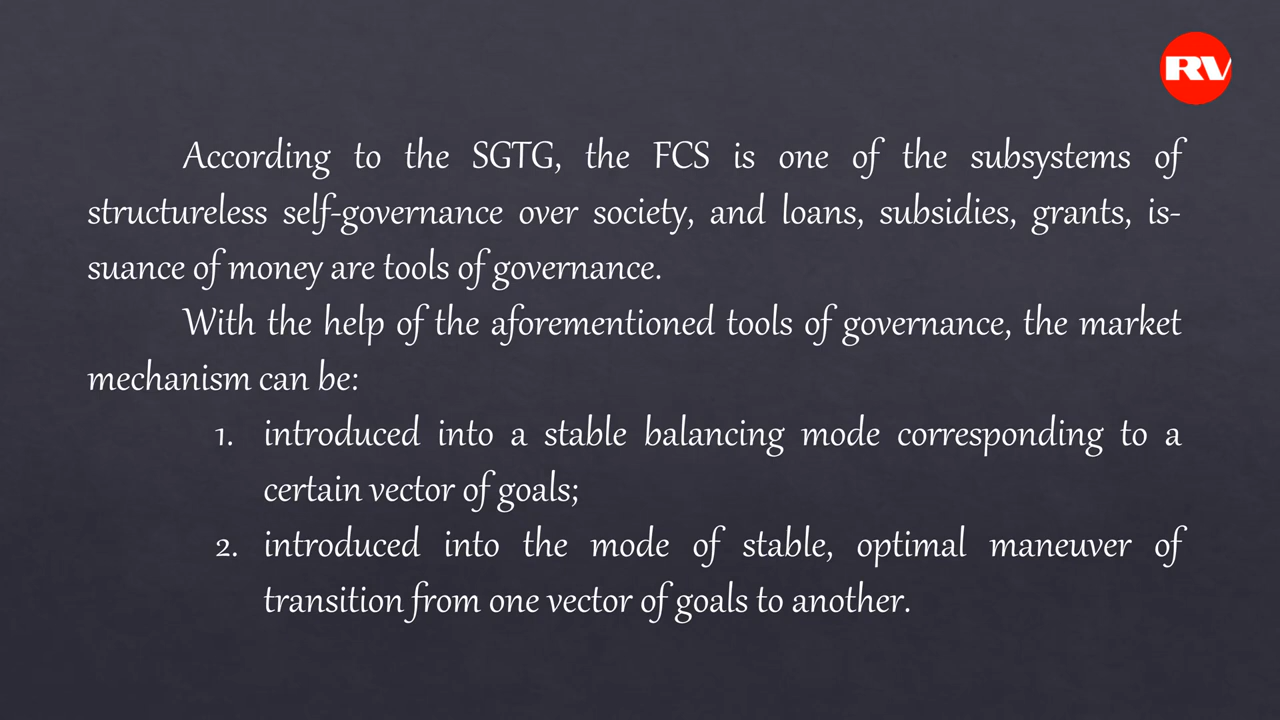 RV
According to the SGTG, the FCS is one of the subsystems of
structureless self-governance over society, and loans, subsidies, grants, is-
suance of money are tools of governance.
With the help of the aforementioned tools of governance, the market
mechanism can be:
1. introduced into a stable balancing mode corresponding to a
certain vector of goals;
2. introduced into the mode of stable, optimal maneuver of
transition from one vector of goals to another.